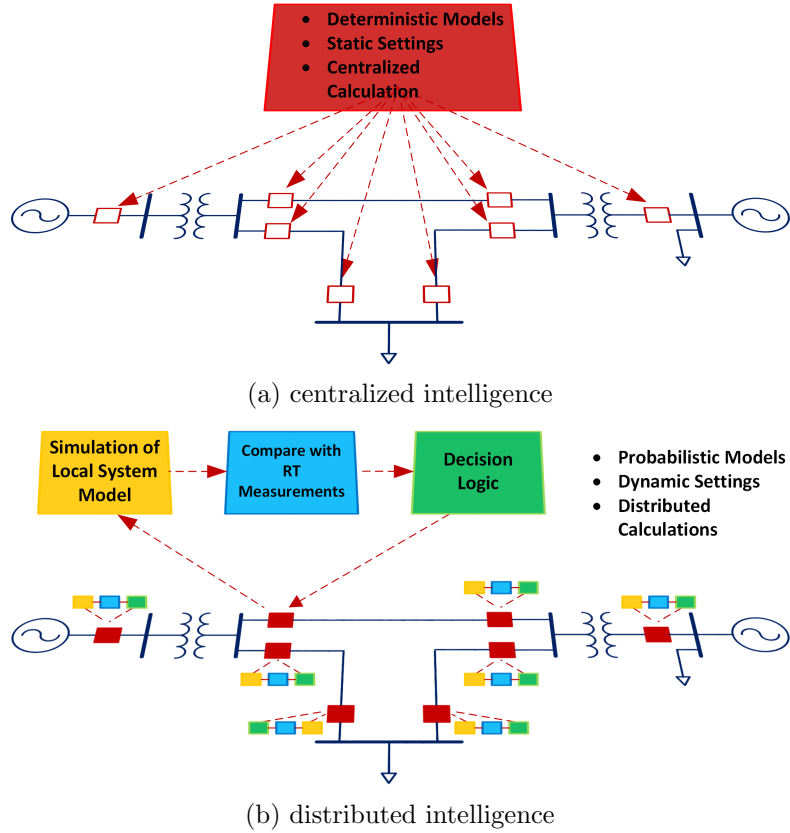 • Deterministic Models
• Static Settings
• Centralized
Calculation
(a) centralized intelligence
Simulation of
Local System
Model
Compare with
RT
Measurements
Decision
Logic
• Probabilistic Models
• Dynamic Settings
• Distributed
Calculations
(b) distributed intelligence